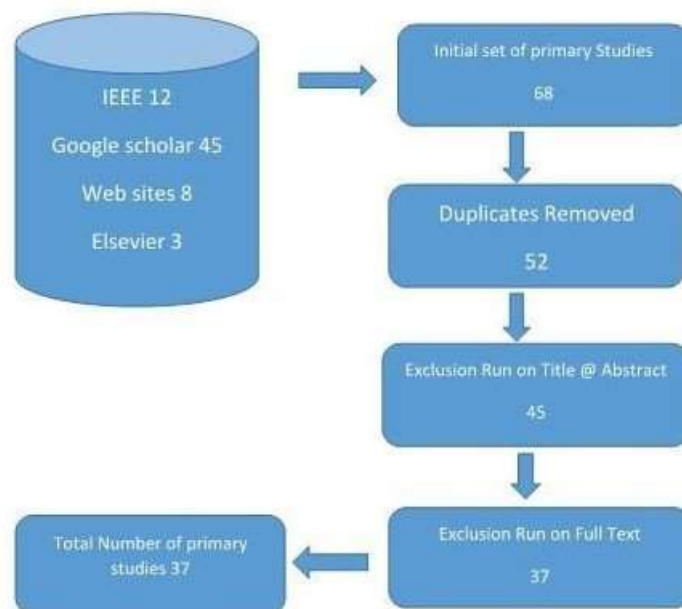 IEEE 12
Google scholar 45
Web sites 8
Elsevier 3
Initial set of primary Studies
68
Duplicates Removed
52
Exclusion Run on Title @ Abstract
45
Exclusion Run on Full Text
37
Total Number of primary
studies 37